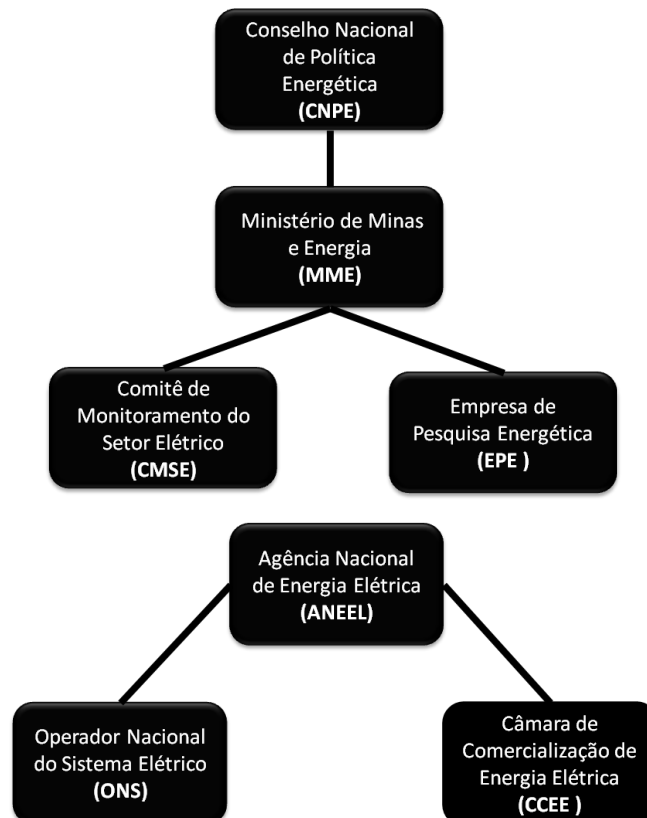 Conselho Nacional
de Política
Energética
(CNPE)
Ministério de Minas
e Energia
(MME)
Comitê de
Monitoramento do
Setor Elétrico
(CMSE)
Empresa de
Pesquisa Energética
(EPE )
Agência Nacional
de Energia Elétrica
(ANEEL)
Operador Nacional
do Sistema Elétrico
(ONS)
Câmara de
Comercialização de
Energia Elétrica
(CCEE )